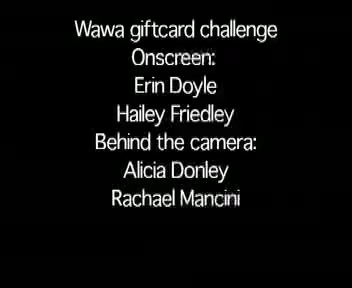 Wawa giftcard challenge
Onscreen:
Erin Doyle
Hailey Friedley
Behind the camera:
Alicia Donley
Rachael Mancini